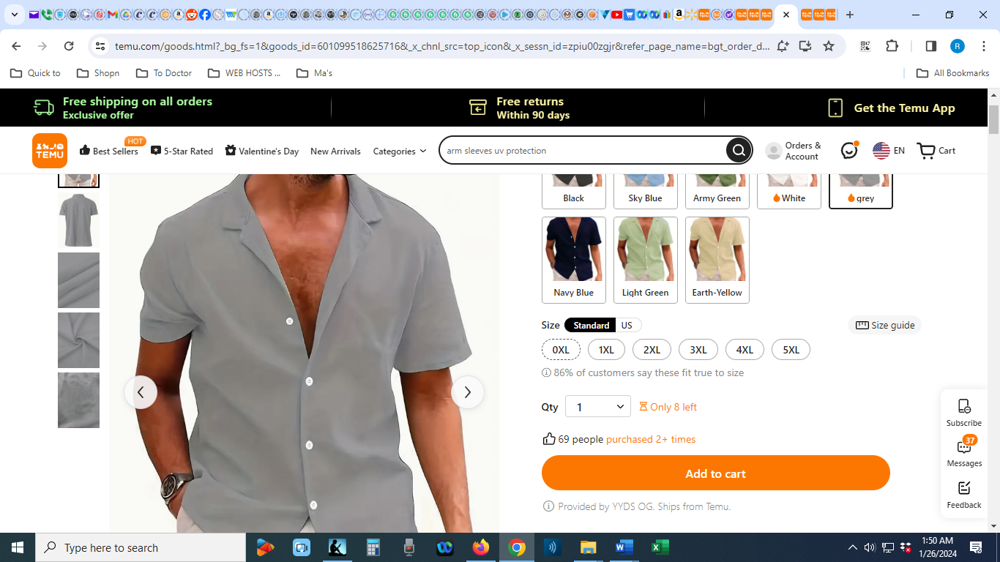 temu.com/goods.html?_bg_fs=1&goods_id=601099518625716&_x_chnl_src=top_icon&_x_sessn_id=zpiu00zgjr&refer_page_name=bgt_order_d...
R
Quick to
Shopn
To Doctor
WEB HOSTS ...
Ma's
All Bookmarks
Free shipping on all orders
Exclusive offer
Free returns
Within 90 days
Get the Temu App
TEMU
Best Sellers
HOT
5-Star Rated
Valentine's Day
New Arrivals
Categories
arm sleeves uv protection
Orders &
Account
EN
Cart
Black
Sky Blue
Army Green
White
grey
Navy Blue
Light Green
Earth-Yellow
Size
Standard
US
Size guide
0XL
1XL
2XL
3XL
4XL
5XL
86% of customers say these fit true to size
Qty
1
Only 8 left
69 people purchased 2+ times
Add to cart
Provided by YYDS OG. Ships from Temu.
Subscribe
37
Messages
Feedback
Type here to search
1:50 AM
1/26/2024